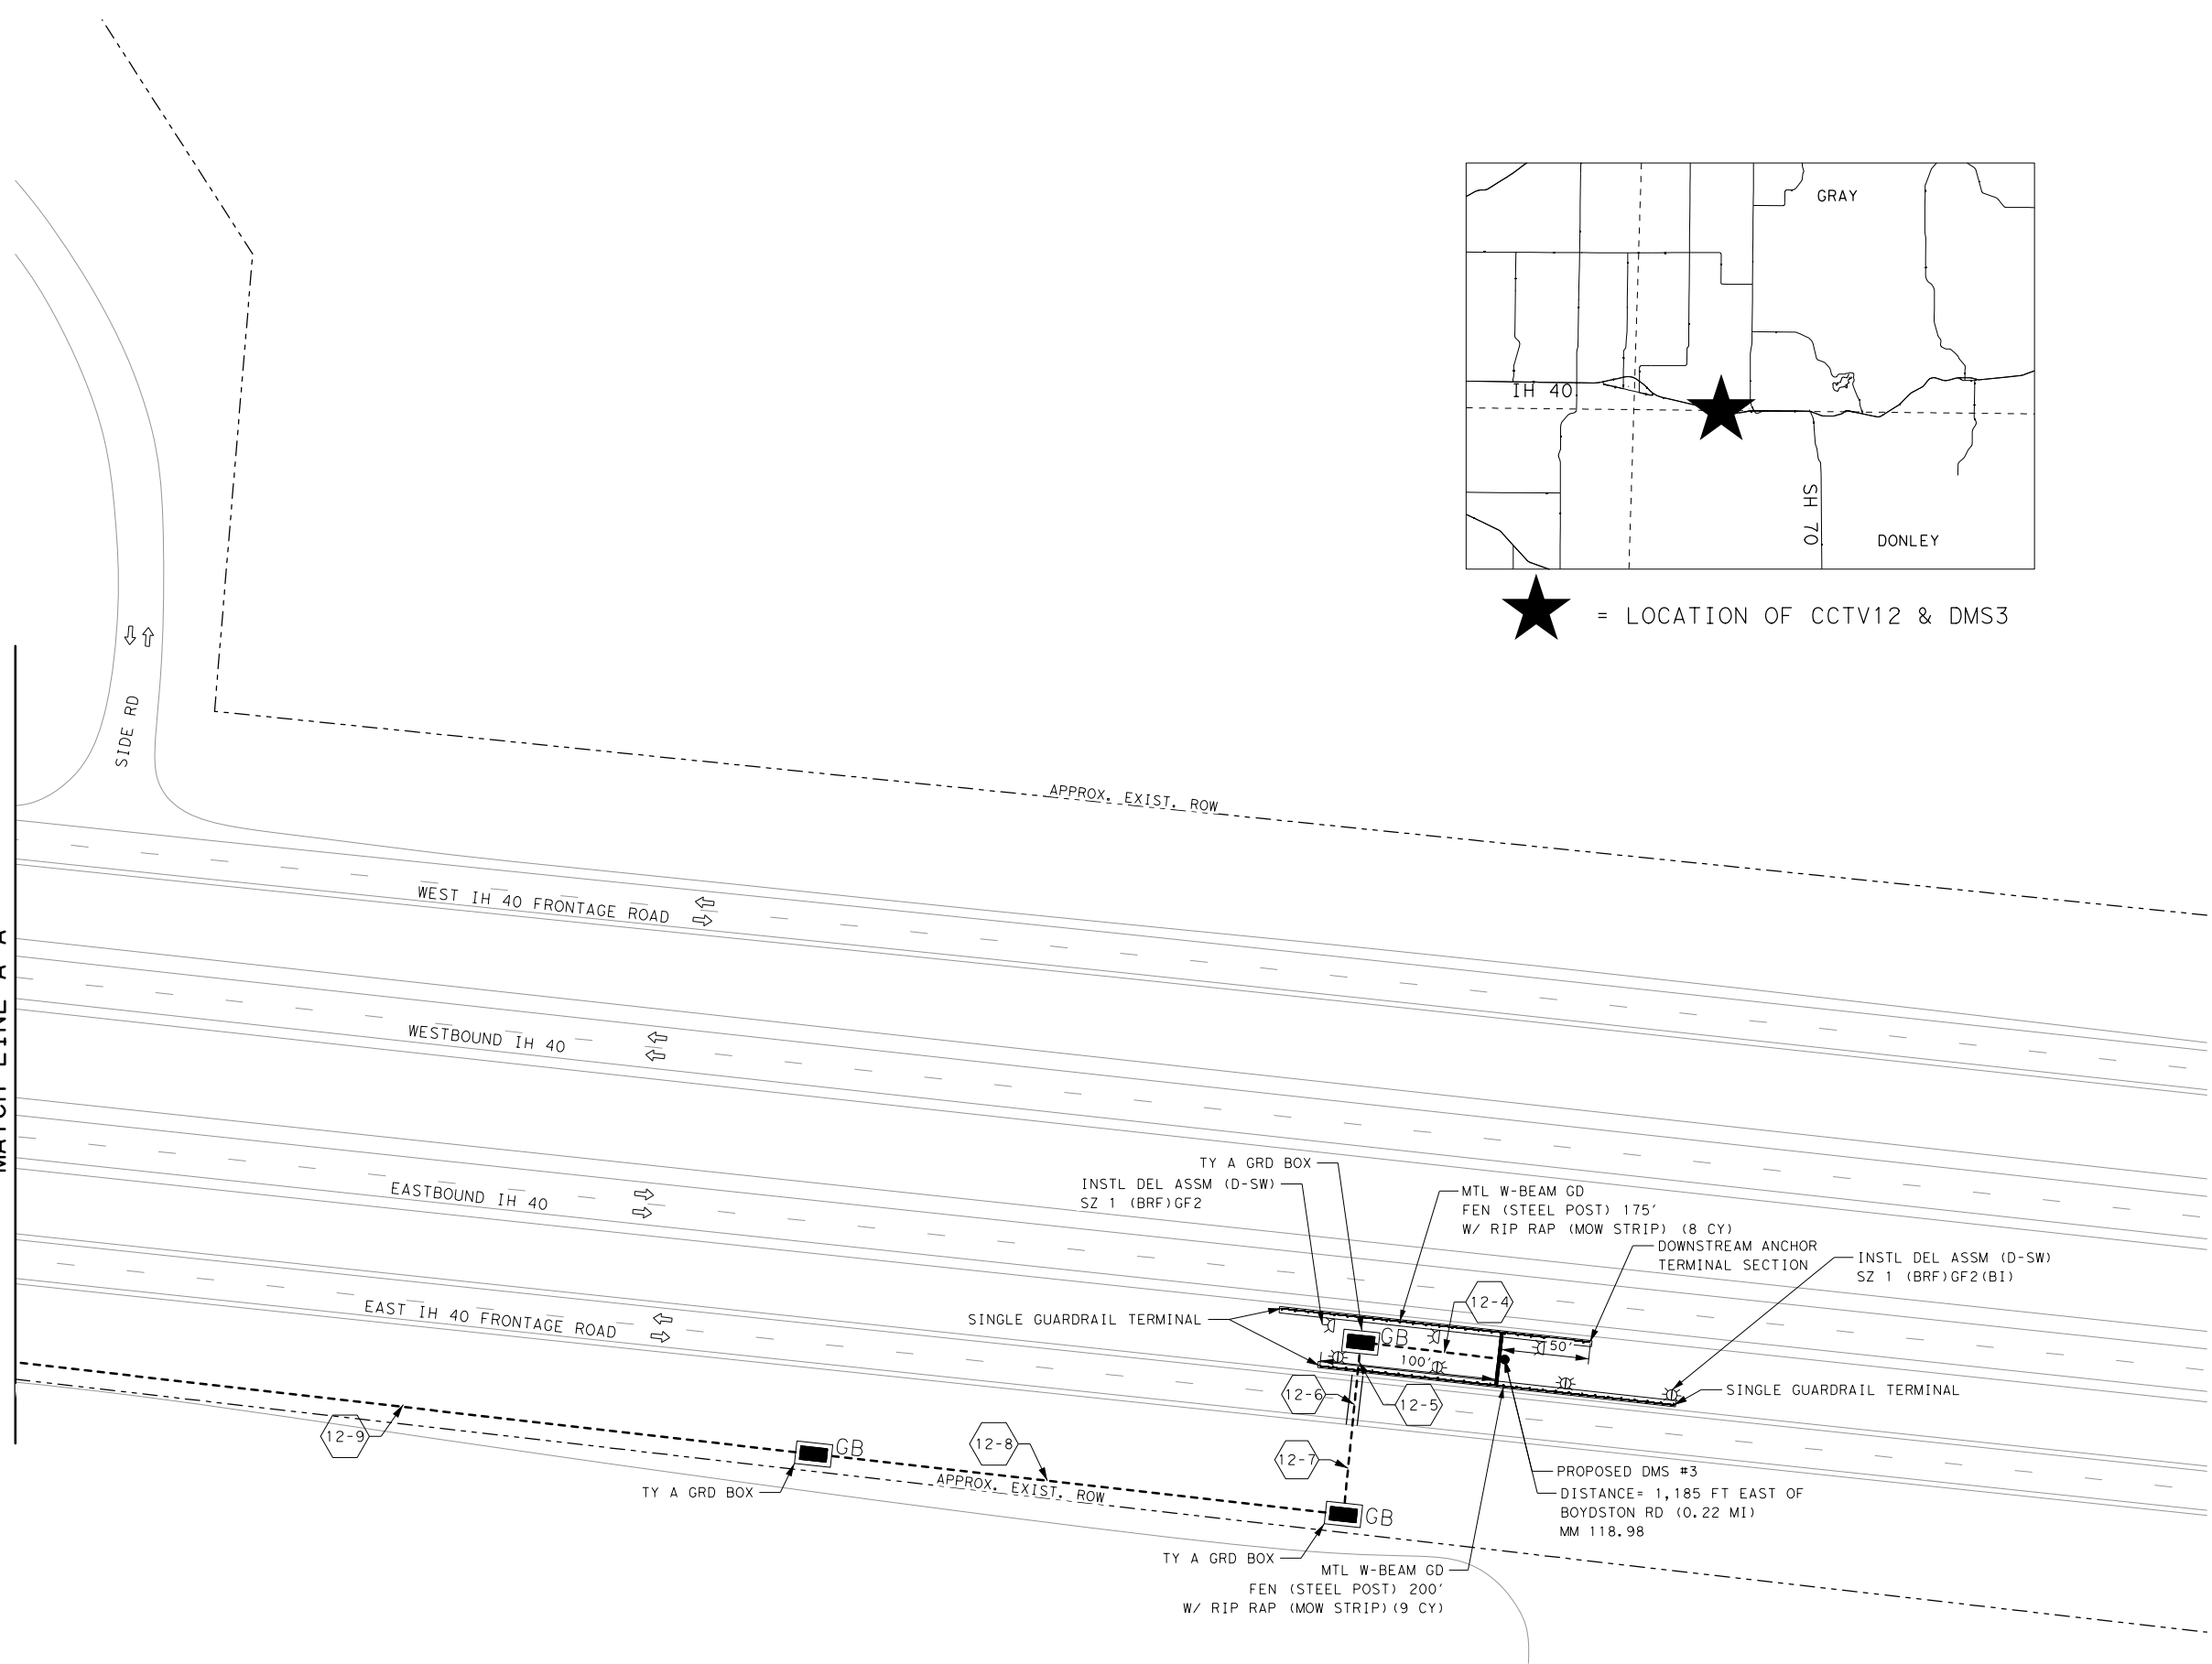 GRAY
IH 40
SH 70
DONLEY
= LOCATION OF CCTV12 & DMS3
SIDE RD
APPROX. EXIST. ROW
WEST IH 40 FRONTAGE ROAD
WESTBOUND IH 40
EASTBOUND IH 40
EAST IH 40 FRONTAGE ROAD
TY A GRD BOX
INSTL DEL ASSM (D-SW)
SZ 1 (BRF)GF2
MTL W-BEAM GD
FEN (STEEL POST) 175'
W/ RIP RAP (MOW STRIP) (8 CY)
DOWNSTREAM ANCHOR
TERMINAL SECTION
INSTL DEL ASSM (D-SW)
SZ 1 (BRF)GF2(BI)
12-4
SINGLE GUARDRAIL TERMINAL
GB
50'
100'
12-6
12-5
SINGLE GUARDRAIL TERMINAL
12-9
GB
12-8
12-7
APPROX. EXIST. ROW
TY A GRD BOX
GB
PROPOSED DMS #3
DISTANCE= 1,185 FT EAST OF
BOYDSTON RD (0.22 MI)
MM 118.98
TY A GRD BOX
MTL W-BEAM GD
FEN (STEEL POST) 200'
W/ RIP RAP (MOW STRIP)(9 CY)